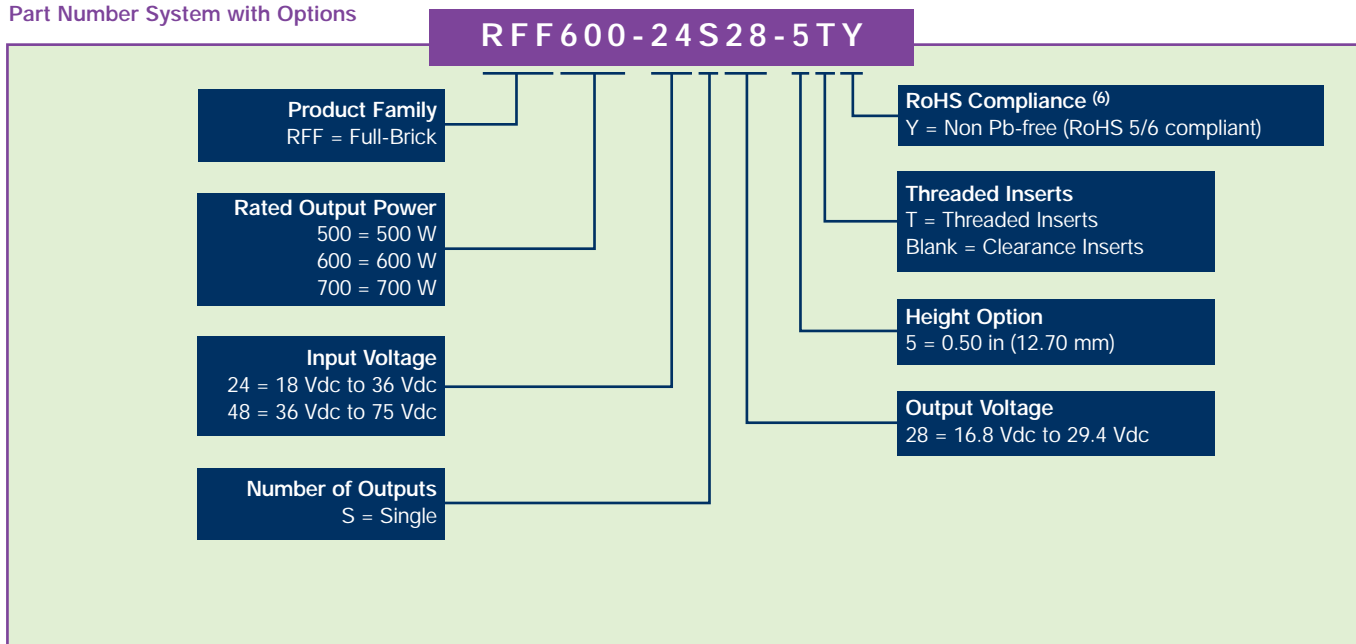 Part Number System with Options
RFF600-24S28-5TY
Product Family
RFF = Full-Brick
Rated Output Power
500 = 500 W
600 = 600 W
700 = 700 W
Input Voltage
24 = 18 Vdc to 36 Vdc
48 = 36 Vdc to 75 Vdc
Number of Outputs
S = Single
RoHS Compliance (6)
Y = Non Pb-free (RoHS 5/6 compliant)
Threaded Inserts
T = Threaded Inserts
Blank = Clearance Inserts
Height Option
5 = 0.50 in (12.70 mm)
Output Voltage
28 = 16.8 Vdc to 29.4 Vdc